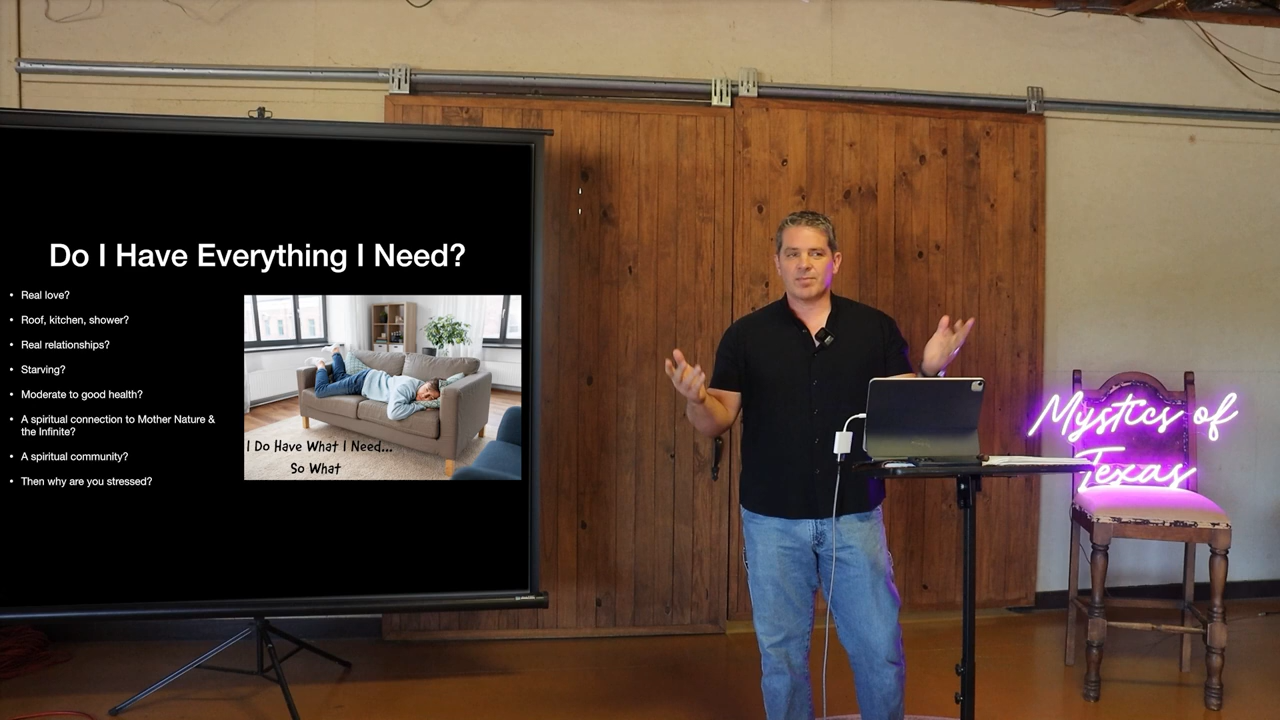 Do I Have Everything I Need?
• Real love?
• Roof, kitchen, shower?
• Real relationships?
• Starving?
• Moderate to good health?
• A spiritual connection to Mother Nature &
the Infinite?
• A spiritual community?
• Then why are you stressed?
I Do Have What I Need...
So What
Mystics of
Texas